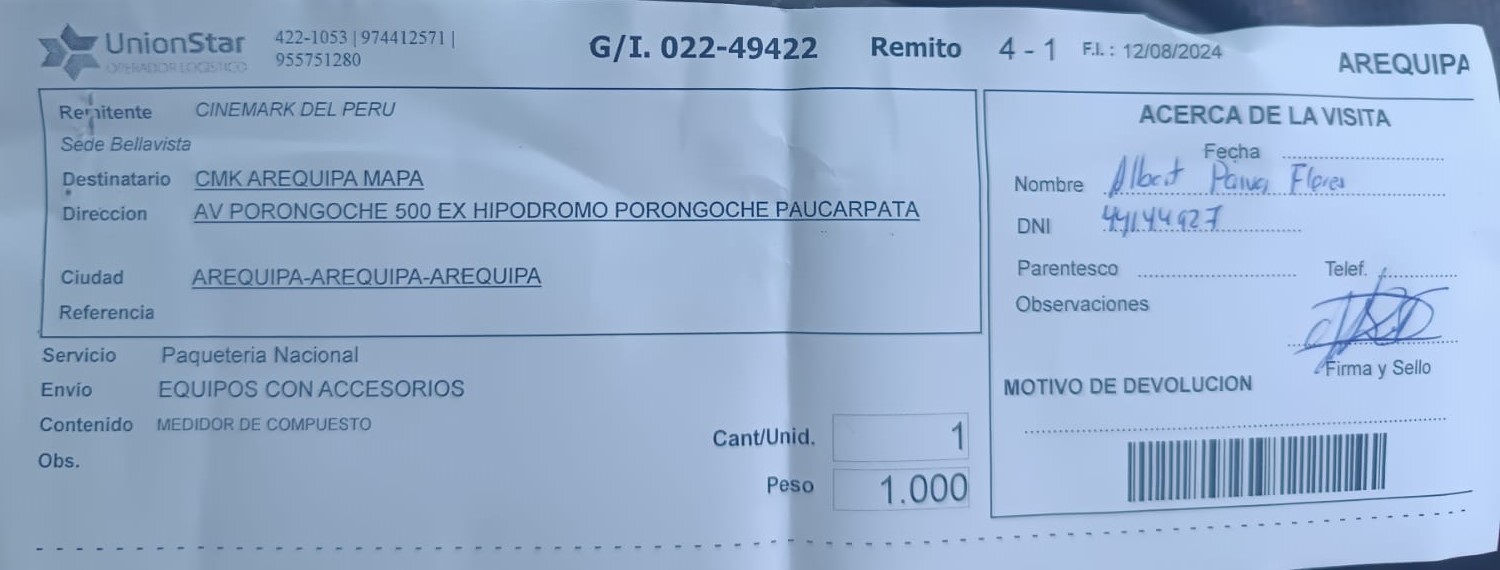 UnionStar
OPERADOR LOGISTICO
422-1053 | 974412571 |
955751280
G/I. 022-49422 Remito 4 - 1 F.I. : 12/08/2024
AREQUIPA
Remitente CINEMARK DEL PERU
Sede Bellavista
Destinatario CMK AREQUIPA MAPA
Direccion AV PORONGOCHE 500 EX HIPODROMO PORONGOCHE PAUCARPATA
Ciudad AREQUIPA-AREQUIPA-AREQUIPA
Referencia
Servicio Paqueteria Nacional
Envío EQUIPOS CON ACCESORIOS
Contenido MEDIDOR DE COMPUESTO
Obs.
Cant/Unid. 1
Peso 1.000
ACERCA DE LA VISITA
Fecha
Nombre Albert Flores
DNI 44144927
Parentesco Telef.
Observaciones
Firma y Sello
MOTIVO DE DEVOLUCION